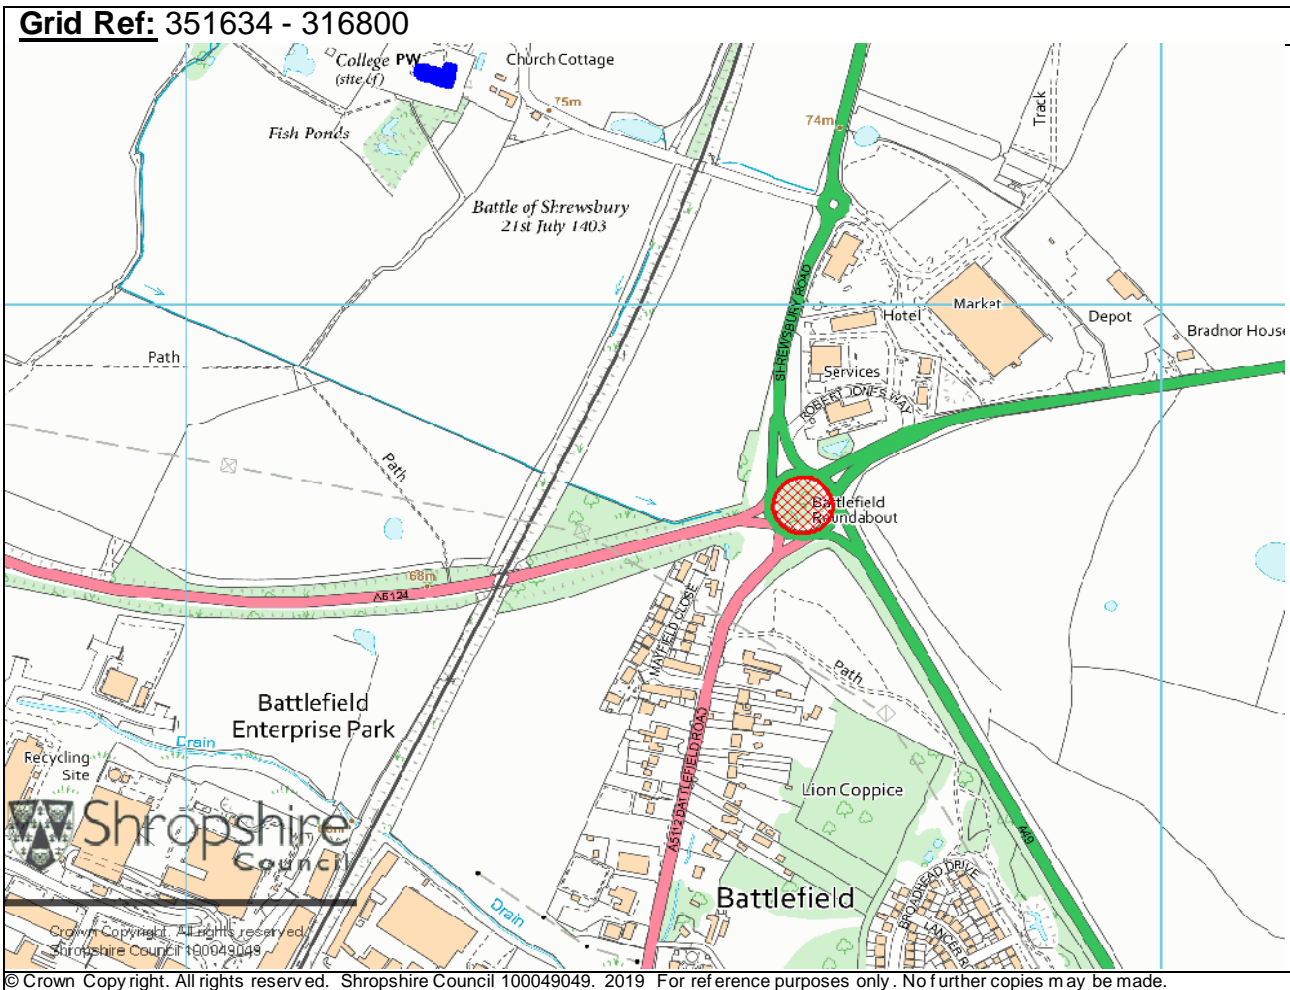 Grid Ref: 351634 - 316800
College PW
(site of)
Church Cottage
75m
Fish Ponds
74m
Track
Battle of Shrewsbury
21st July 1403
SHREWSBURY ROAD
Market
Hotel
Depot
Bradnor House
Path
Services
ROBERT JONES WAY
Path
Battlefield
Roundabout
68m
A5124
MAYFIELD CLOSE
Path
Battlefield
Enterprise Park
Drain
Recycling
Site
A5112 BATTLEFIELD ROAD
Lion Coppice
A49
Shropshire
Council
BROADHEAD DRIVE
Battlefield
Drain
LANCER R
Crown Copyright. All rights reserved.
Shropshire Council 100049049
© Crown Copyright. All rights reserved. Shropshire Council 100049049. 2019 For reference purposes only. No further copies may be made.